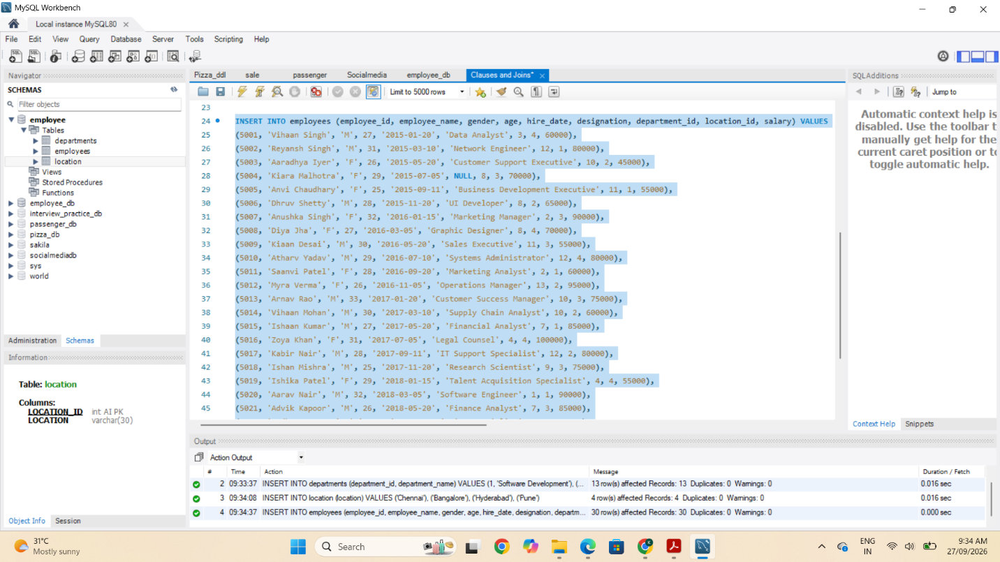 MySQL Workbench
Local instance MySQL80
File Edit View Query Database Server Tools Scripting Help
Navigator
SCHEMAS
Filter objects
employee
Tables
departments
employees
location
Views
Stored Procedures
Functions
employee_db
interview_practice_db
passenger_db
pizza_db
sakila
socialmediadb
sys
world
Administration Schemas
Information
Table: location
Columns:
LOCATION_ID int AI PK
LOCATION varchar(30)
Object Info Session
Pizza_ddl sale passenger Socialmedia employee_db Clauses and Joins*
Limit to 5000 rows
23
24 INSERT INTO employees (employee_id, employee_name, gender, age, hire_date, designation, department_id, location_id, salary) VALUES
25 (5001, 'Vihaan Singh', 'M', 27, '2015-01-20', 'Data Analyst', 3, 4, 60000),
26 (5002, 'Reyansh Singh', 'M', 31, '2015-03-10', 'Network Engineer', 12, 1, 80000),
27 (5003, 'Aaradhya Iyer', 'F', 26, '2015-05-20', 'Customer Support Executive', 10, 2, 45000),
28 (5004, 'Kiara Malhotra', 'F', 29, '2015-07-05', NULL, 8, 3, 70000),
29 (5005, 'Anvi Chaudhary', 'F', 25, '2015-09-11', 'Business Development Executive', 11, 1, 55000),
30 (5006, 'Dhruv Shetty', 'M', 28, '2015-11-20', 'UI Developer', 8, 2, 65000),
31 (5007, 'Anushka Singh', 'F', 32, '2016-01-15', 'Marketing Manager', 2, 3, 90000),
32 (5008, 'Diya Jha', 'F', 27, '2016-03-05', 'Graphic Designer', 8, 4, 70000),
33 (5009, 'Kiaan Desai', 'M', 30, '2016-05-20', 'Sales Executive', 11, 3, 55000),
34 (5010, 'Atharv Yadav', 'M', 29, '2016-07-10', 'Systems Administrator', 12, 4, 80000),
35 (5011, 'Saanvi Patel', 'F', 28, '2016-09-20', 'Marketing Analyst', 2, 1, 60000),
36 (5012, 'Myra Verma', 'F', 26, '2016-11-05', 'Operations Manager', 13, 2, 95000),
37 (5013, 'Arnav Rao', 'M', 33, '2017-01-20', 'Customer Success Manager', 10, 3, 75000),
38 (5014, 'Vihaan Mohan', 'M', 30, '2017-03-10', 'Supply Chain Analyst', 10, 2, 60000),
39 (5015, 'Ishaan Kumar', 'M', 27, '2017-05-20', 'Financial Analyst', 7, 1, 85000),
40 (5016, 'Zoya Khan', 'F', 31, '2017-07-05', 'Legal Counsel', 4, 4, 100000),
41 (5017, 'Kabir Nair', 'M', 28, '2017-09-11', 'IT Support Specialist', 12, 2, 80000),
42 (5018, 'Ishan Mishra', 'M', 25, '2017-11-20', 'Research Scientist', 9, 3, 75000),
43 (5019, 'Ishika Patel', 'F', 29, '2018-01-15', 'Talent Acquisition Specialist', 4, 4, 55000),
44 (5020, 'Aarav Nair', 'M', 32, '2018-03-05', 'Software Engineer', 1, 1, 90000),
45 (5021, 'Advik Kapoor', 'M', 26, '2018-05-20', 'Finance Analyst', 7, 3, 85000),
SQLAdditions
Jump to
Automatic context help is
disabled. Use the toolbar t
manually get help for the
current caret position or to
toggle automatic help.
Context Help Snippets
Output
Action Output
# Time Action Message Duration / Fetch
2 09:33:37 INSERT INTO departments (department_id, department_name) VALUES (1, 'Software Development'), (... 13 row(s) affected Records: 13 Duplicates: 0 Warnings: 0 0.016 sec
3 09:34:08 INSERT INTO location (location) VALUES ('Chennai'), ('Bangalore'), ('Hyderabad'), ('Pune') 4 row(s) affected Records: 4 Duplicates: 0 Warnings: 0 0.016 sec
4 09:34:37 INSERT INTO employees (employee_id, employee_name, gender, age, hire_date, designation, departm... 30 row(s) affected Records: 30 Duplicates: 0 Warnings: 0 0.000 sec
31°C
Mostly sunny
Search
ENG
IN
9:34 AM
27/09/2026